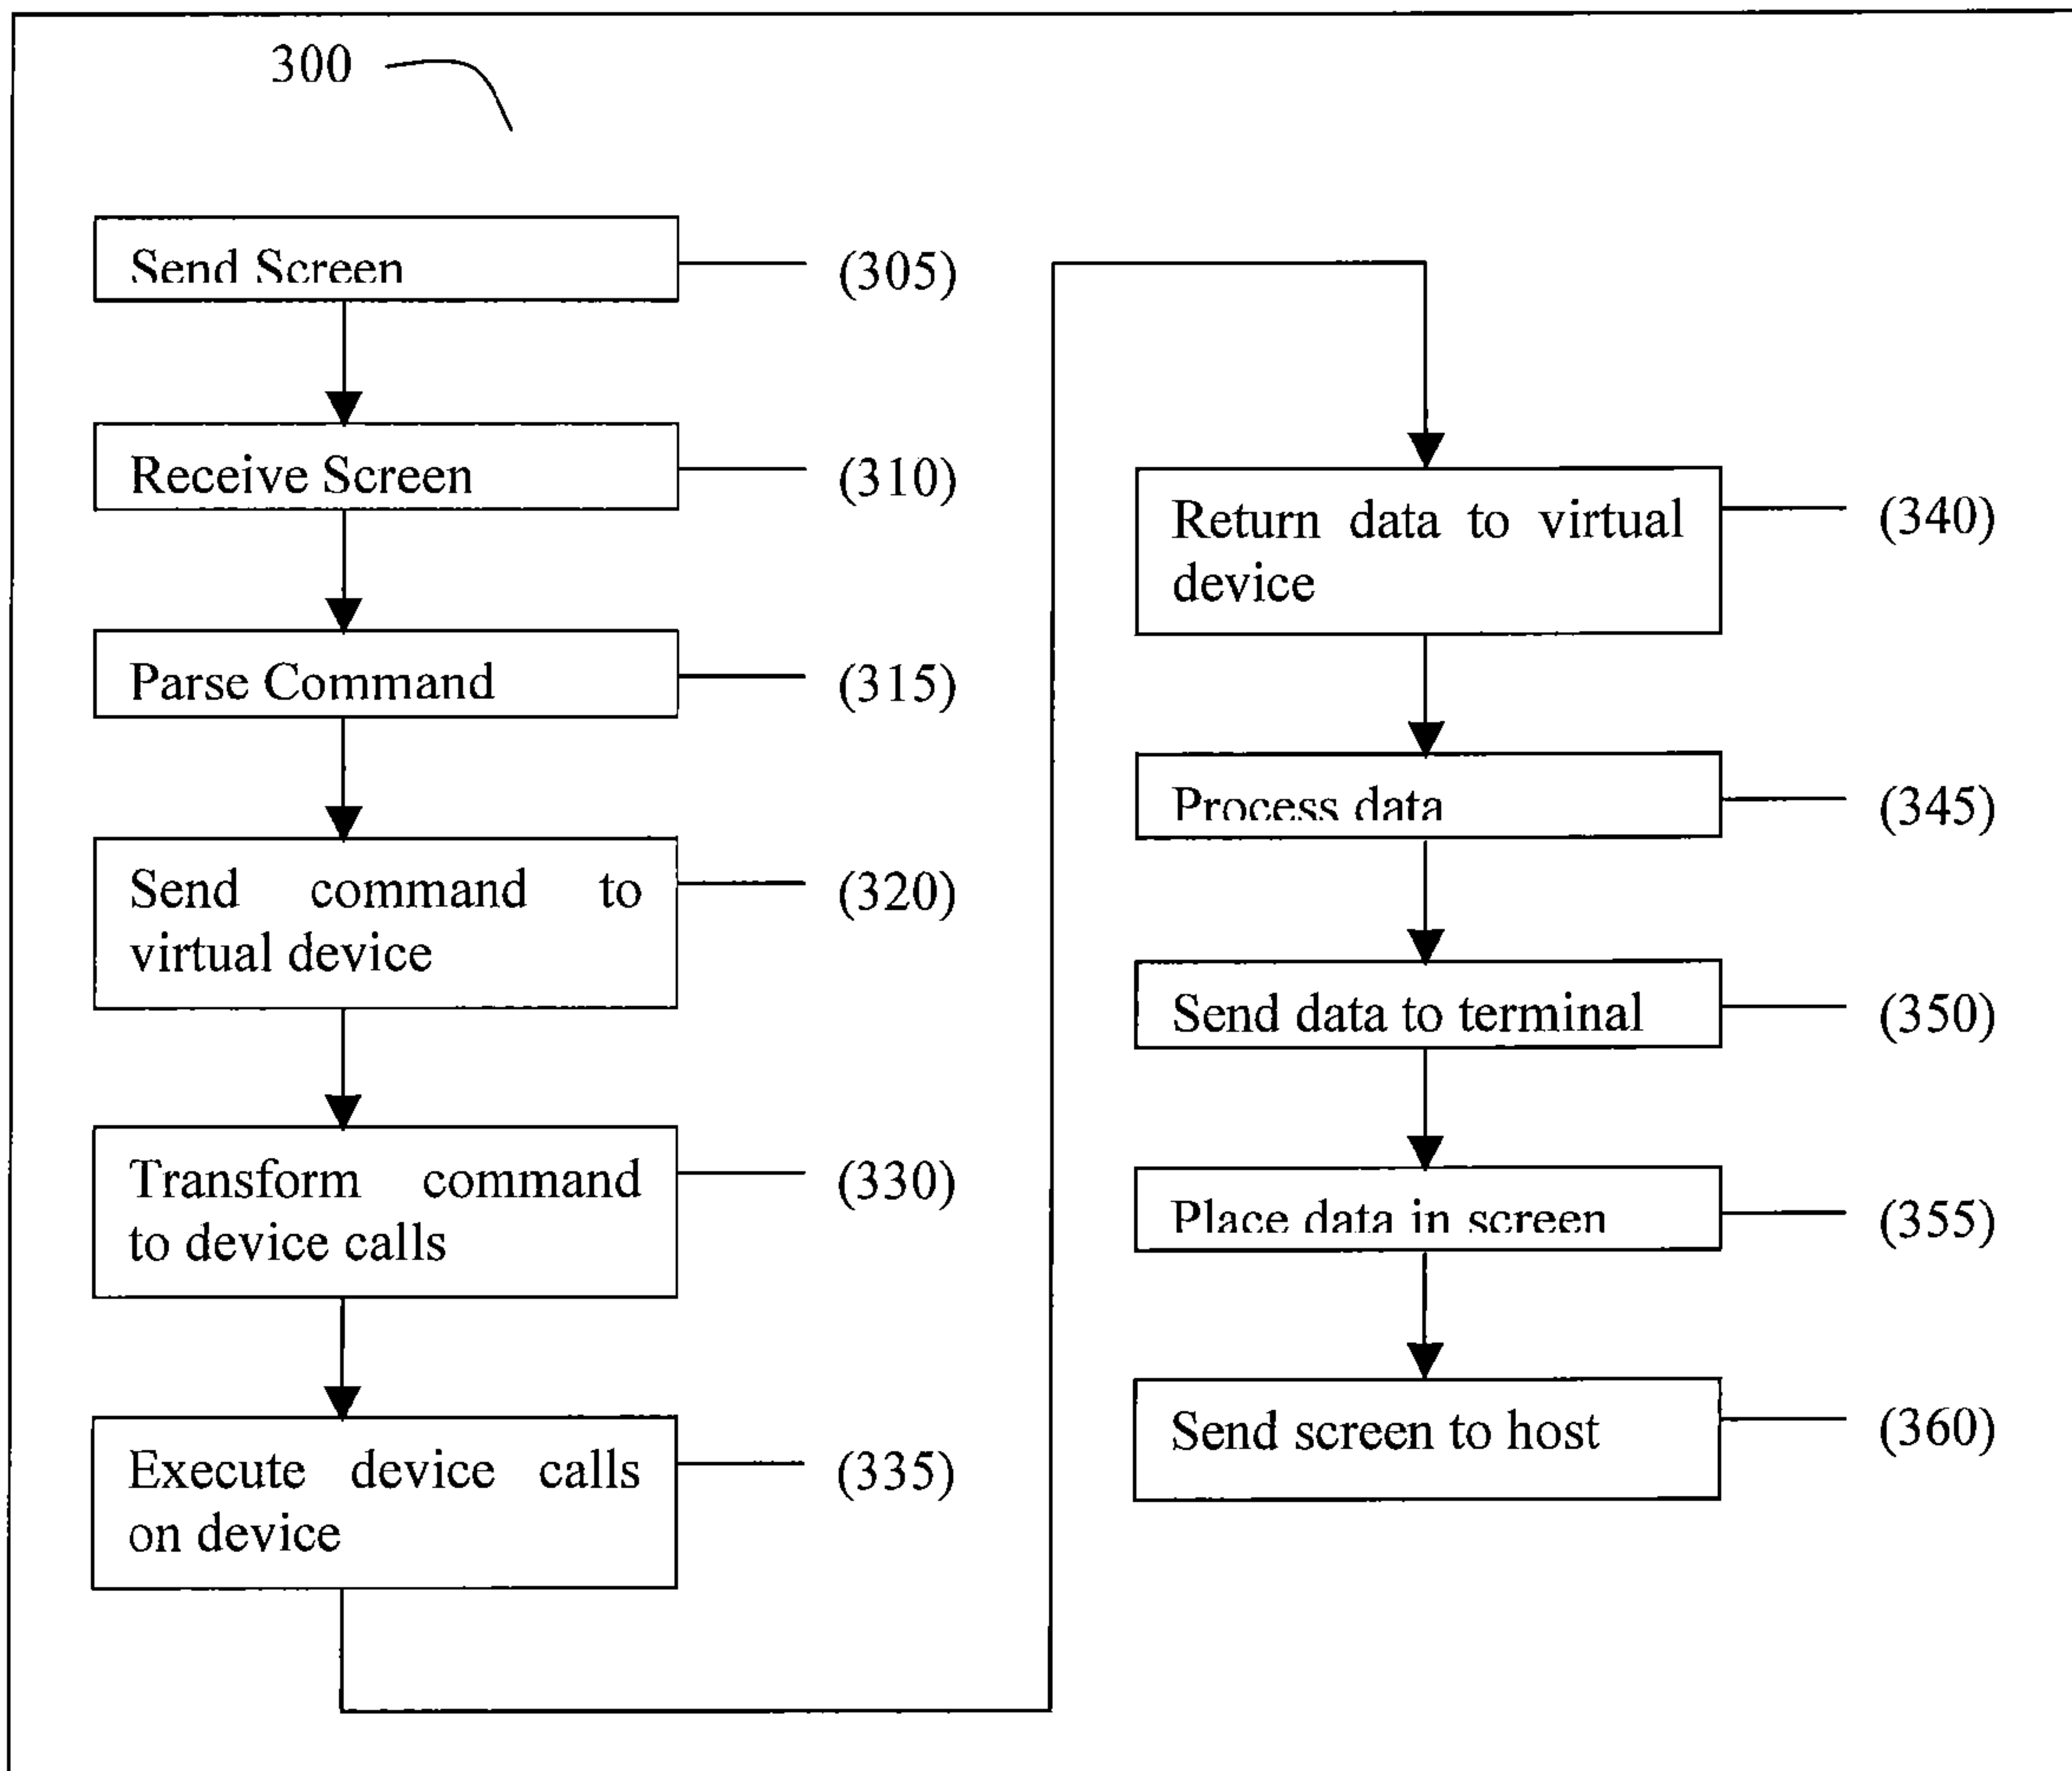 300
Send Screen
(305)
Receive Screen
(310)
Parse Command
(315)
Send command to
virtual device
(320)
Transform command
to device calls
(330)
Execute device calls
on device
(335)
Return data to virtual
device
(340)
Process data
(345)
Send data to terminal
(350)
Place data in screen
(355)
Send screen to host
(360)